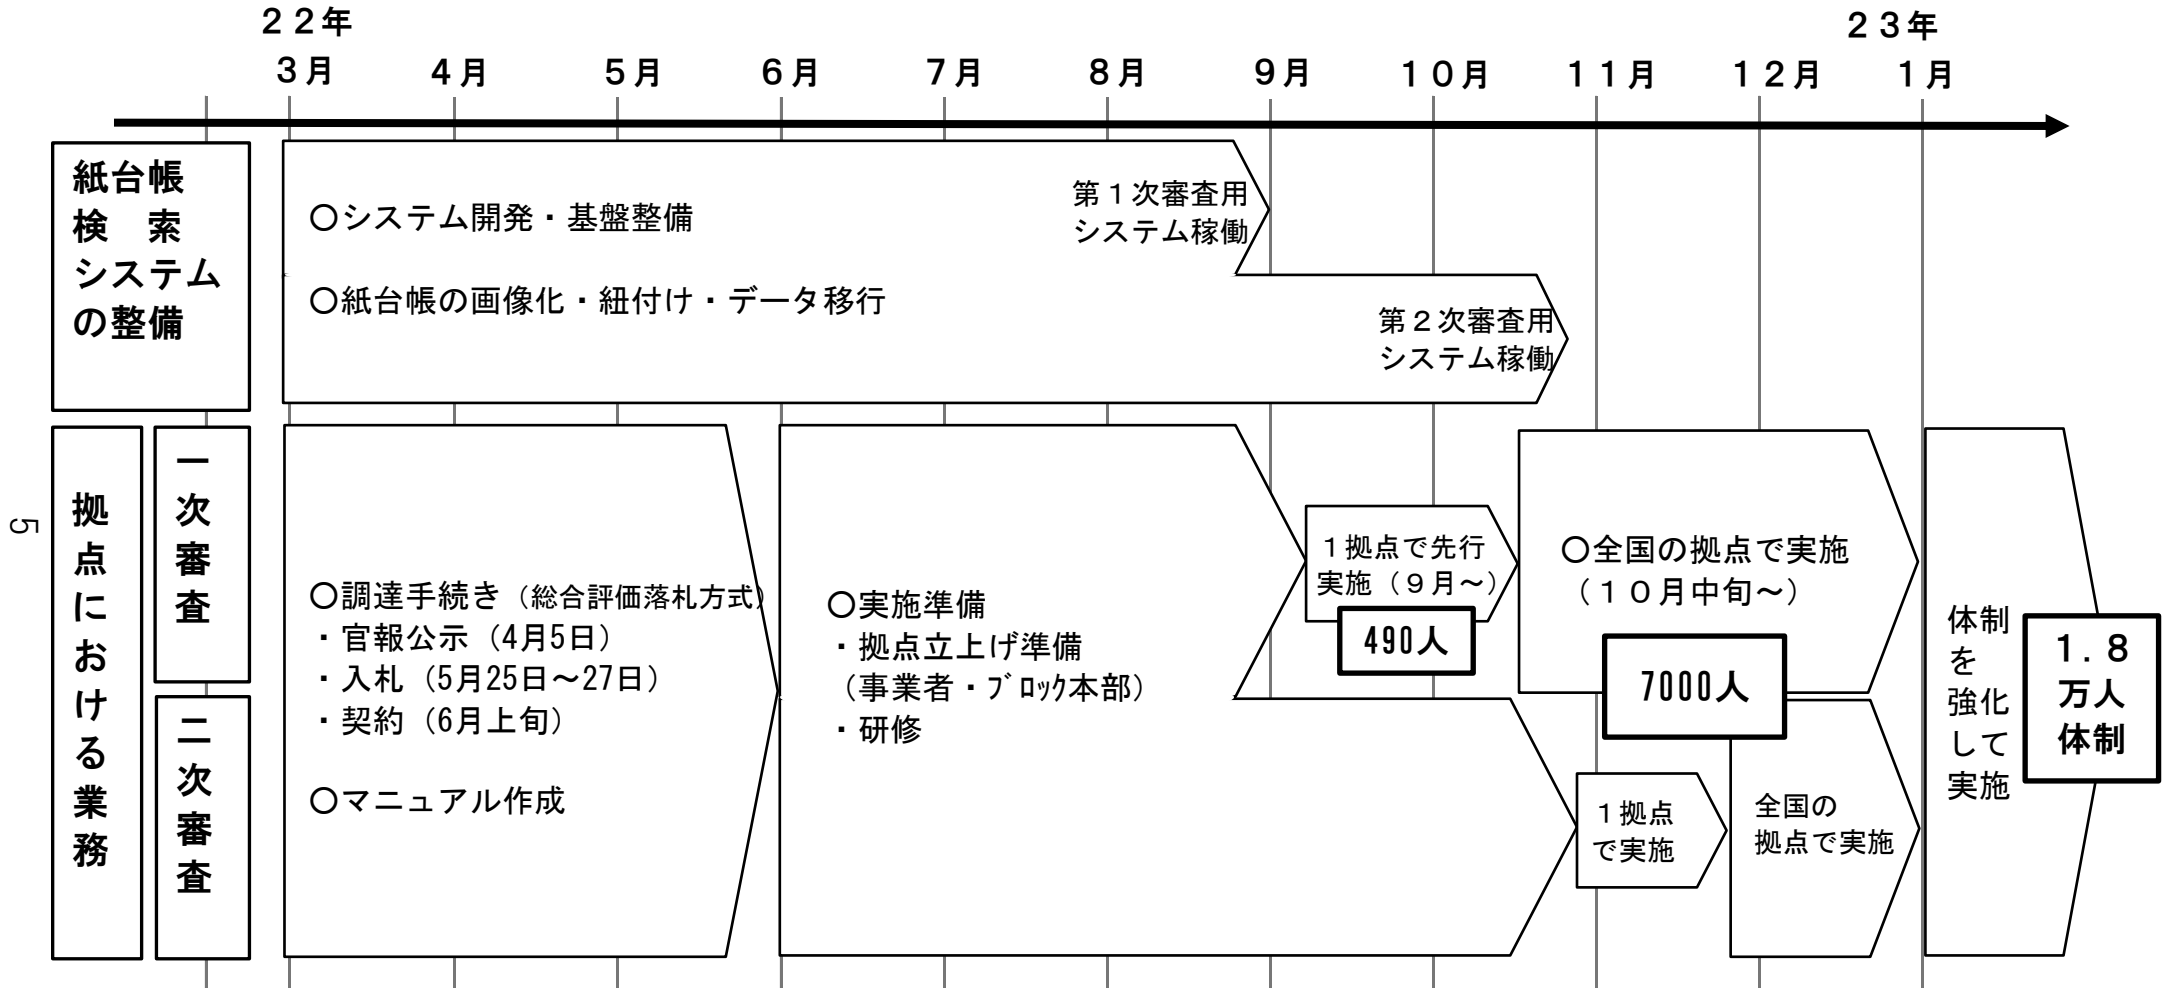 ２２年
２３年
３月 ４月 ５月 ６月 ７月 ８月 ９月 １０月 １１月 １２月 １月
紙台帳
検　索
システム
の整備
〇システム開発・基盤整備
〇紙台帳の画像化・紐付け・データ移行
第１次審査用
システム稼働
第２次審査用
システム稼働
拠点における業務
一次審査
二次審査
〇調達手続き（総合評価落札方式）
・官報公示（4月5日）
・入札（5月25日～27日）
・契約（6月上旬）
〇マニュアル作成
〇実施準備
・拠点立上げ準備
（事業者・ﾌﾞﾛｯｸ本部）
・研修
１拠点で先行
実施（９月～）
490人
〇全国の拠点で実施
（１０月中旬～）
7000人
１拠点
で実施
全国の
拠点で実施
体制
を
強化
して
実施
１．８
万人
体制
5